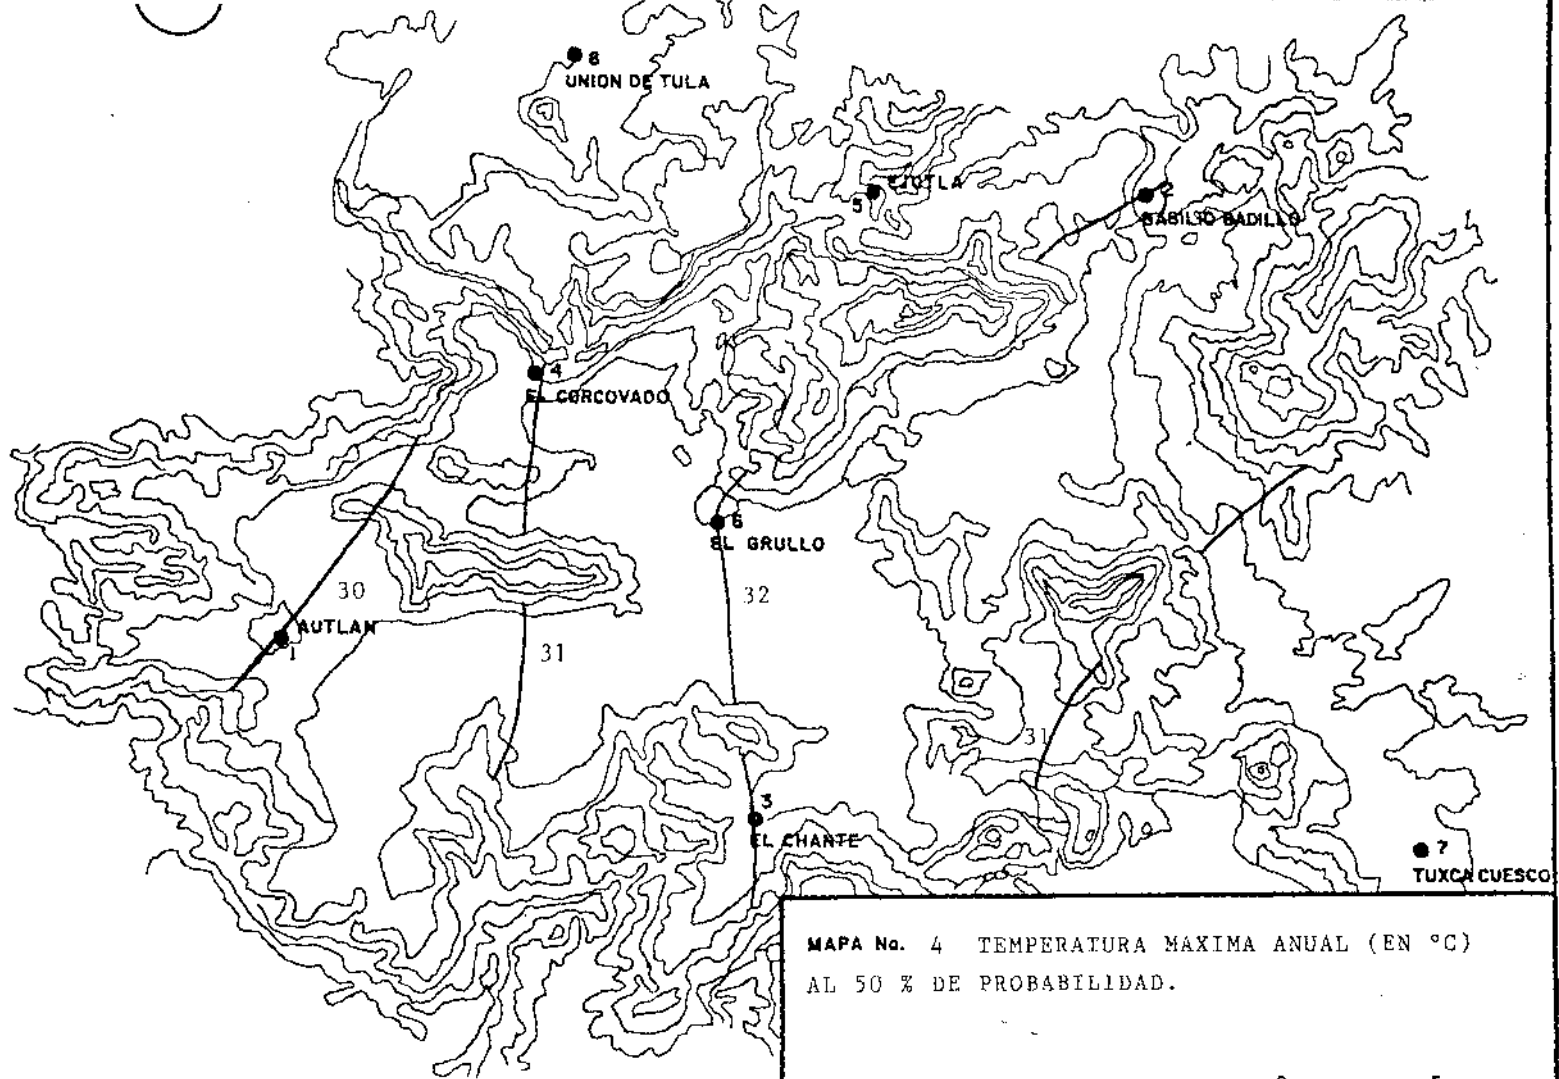 8
UNION DE TULA
EJUTLA
5
2
BASILIO BADILLO
4
EL CORCOVADO
6
EL GRULLO
30
32
AUTLAN
1
31
31
3
EL CHANTE
7
TUXCACUESCO
MAPA No. 4 TEMPERATURA MAXIMA ANUAL (EN °C)
AL 50 % DE PROBABILIDAD.